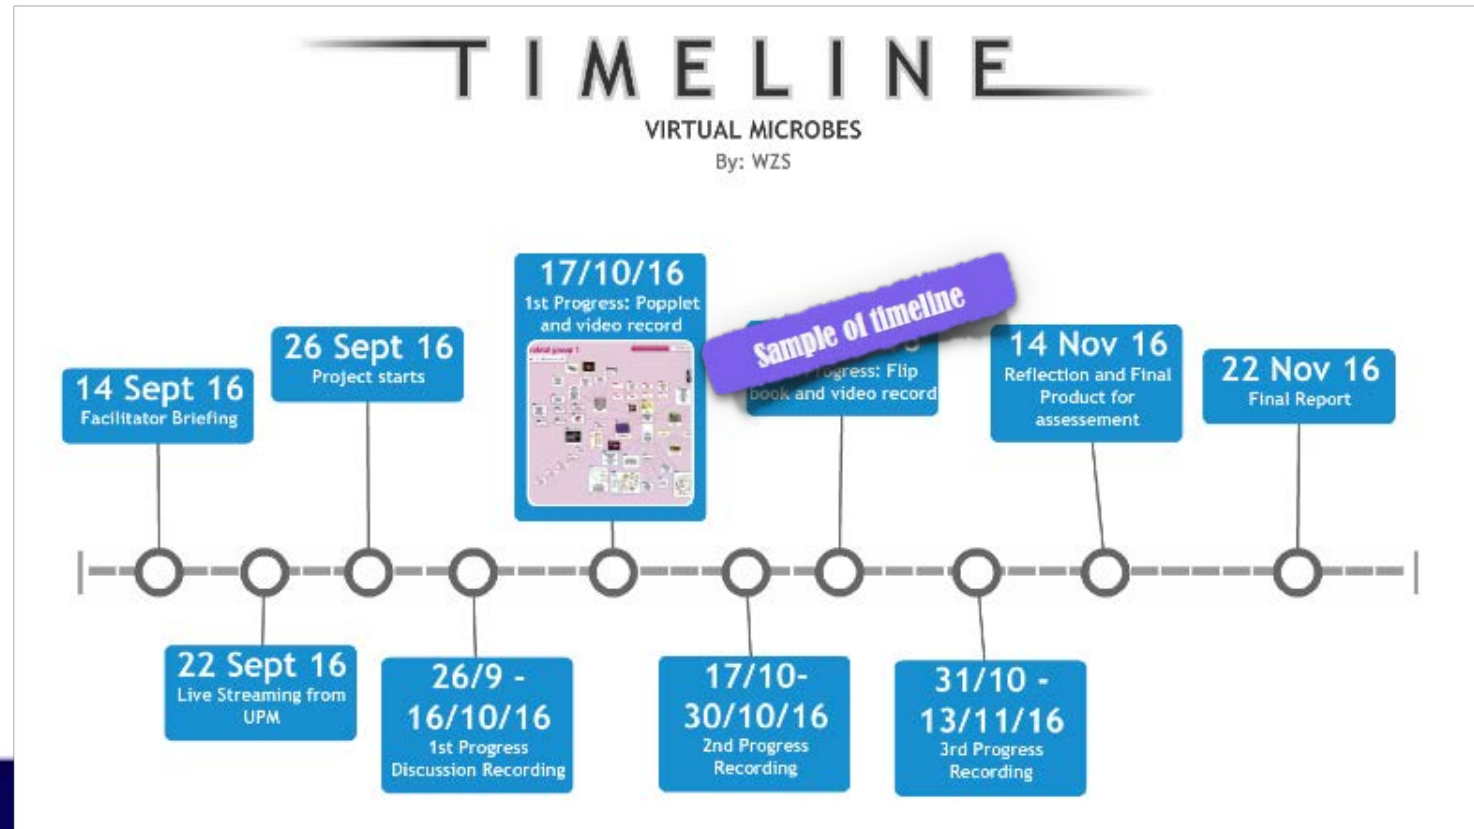 TIMELINE
VIRTUAL MICROBES
By: WZS
14 Sept 16
Facilitator Briefing
26 Sept 16
Project starts
17/10/16
1st Progress: Popplet
and video record
Sample of timeline
Flip
book and video record
14 Nov 16
Reflection and Final
Product for
assessement
22 Nov 16
Final Report
22 Sept 16
Live Streaming from
UPM
26/9 -
16/10/16
1st Progress
Discussion Recording
17/10-
30/10/16
2nd Progress
Recording
31/10 -
13/11/16
3rd Progress
Recording